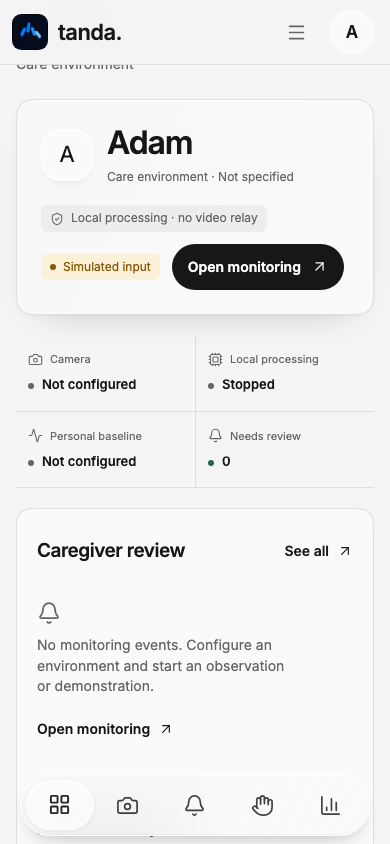 tanda.
A
Care environment
A
Adam
Care environment · Not specified
Local processing · no video relay
Simulated input
Open monitoring
Camera
Not configured
Local processing
Stopped
Personal baseline
Not configured
Needs review
0
Caregiver review
See all
No monitoring events. Configure an
environment and start an observation
or demonstration.
Open monitoring